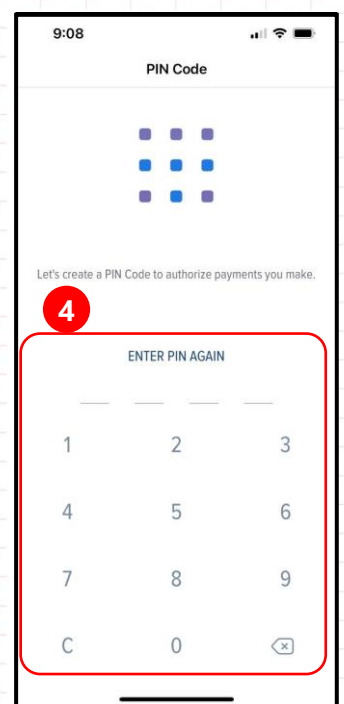 9:08
PIN Code
Let's create a PIN Code to authorize payments you make.
4
ENTER PIN AGAIN
1 2 3
4 5 6
7 8 9
C 0